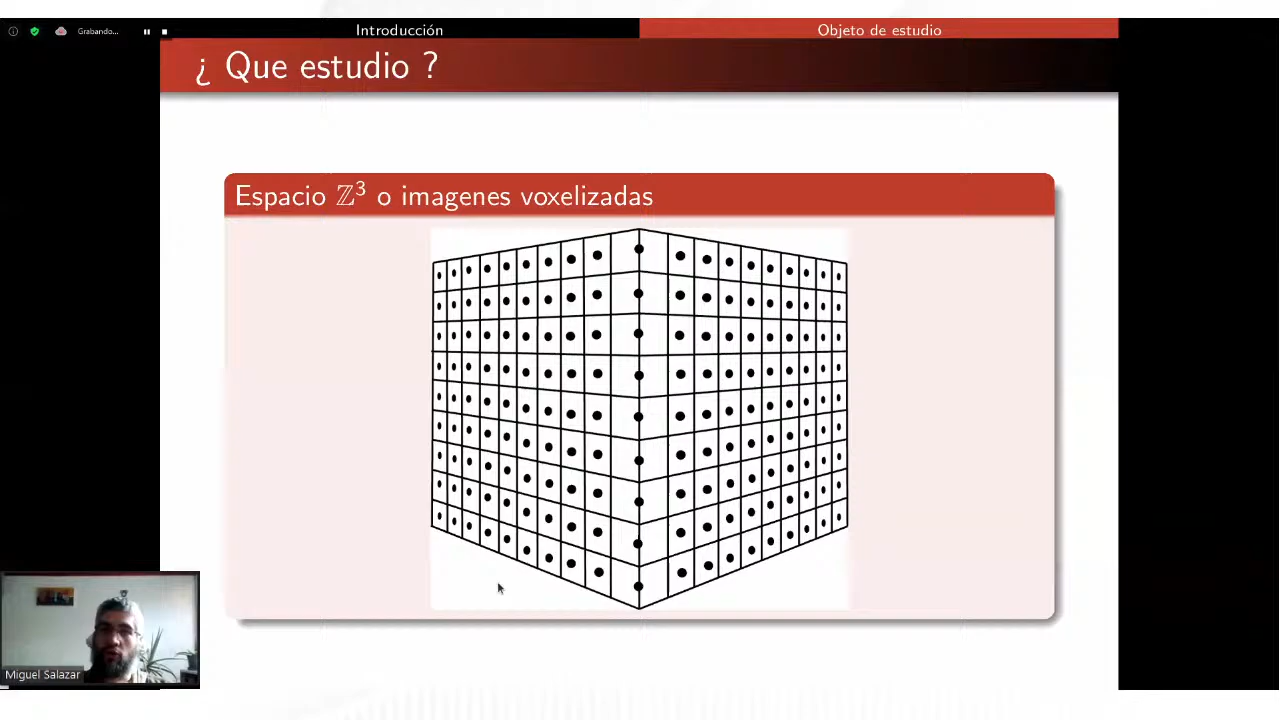 Grabando...
Introducción
Objeto de estudio
¿ Que estudio ?
Espacio ℤ³ o imagenes voxelizadas
Miguel Salazar